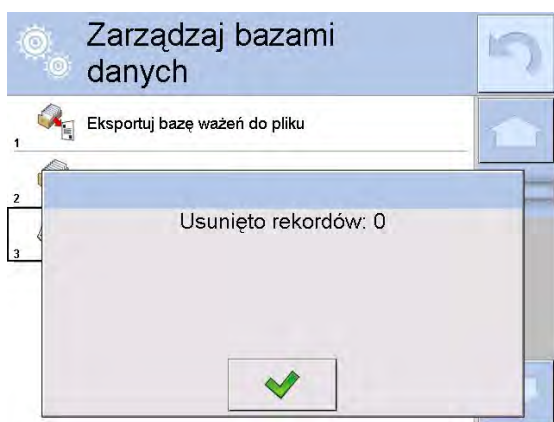 Zarządzaj bazami
danych
1 Eksportuj bazę ważeń do pliku
2
3
Usunięto rekordów: 0